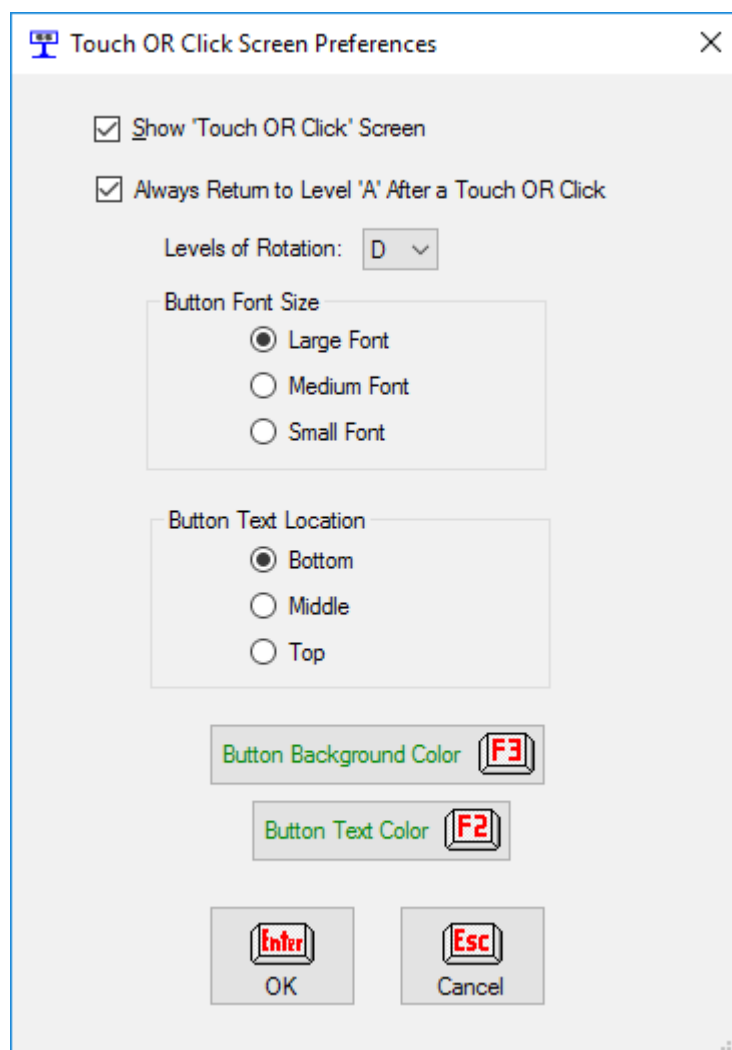 Touch OR Click Screen Preferences
Show 'Touch OR Click' Screen
Always Return to Level 'A' After a Touch OR Click
Levels of Rotation: D
Button Font Size
Large Font
Medium Font
Small Font
Button Text Location
Bottom
Middle
Top
Button Background Color F3
Button Text Color F2
Enter Esc
OK Cancel